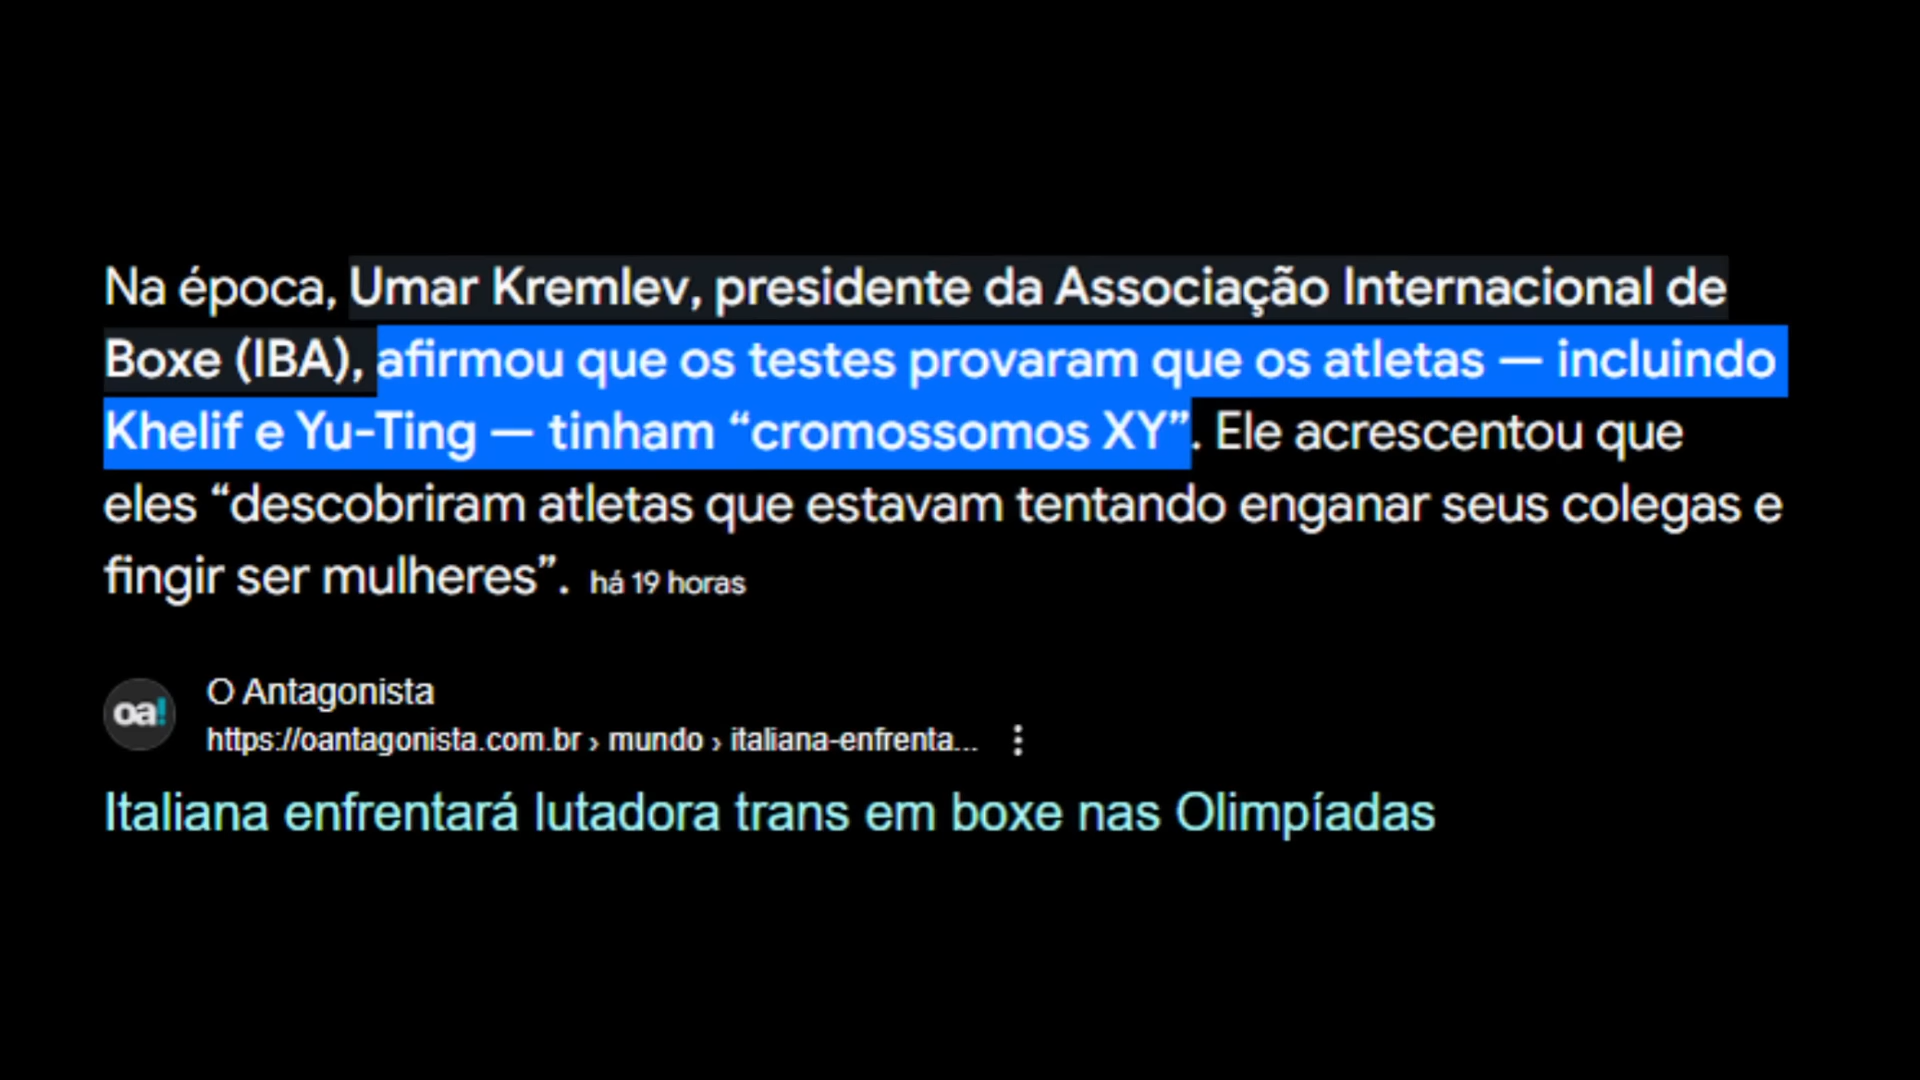 Na época, Umar Kremlev, presidente da Associação Internacional de
Boxe (IBA), afirmou que os testes provaram que os atletas — incluindo
Khelif e Yu-Ting — tinham “cromossomos XY”. Ele acrescentou que
eles “descobriram atletas que estavam tentando enganar seus colegas e
fingir ser mulheres”. há 19 horas
oa!
O Antagonista
https://oantagonista.com.br › mundo › italiana-enfrenta...
Italiana enfrentará lutadora trans em boxe nas Olimpíadas